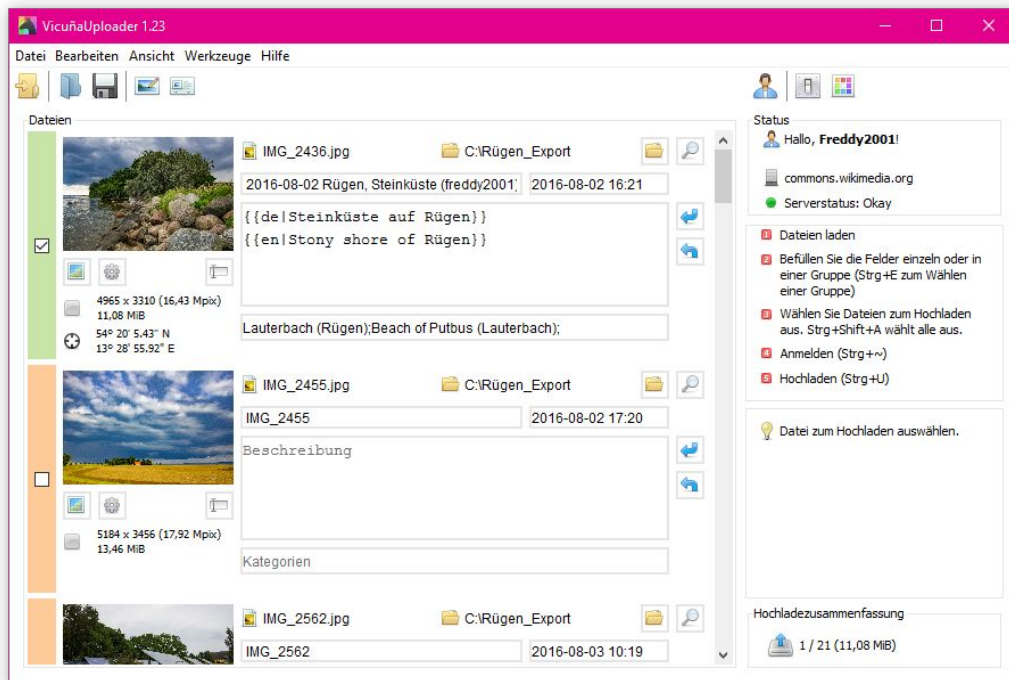 VicuñaUploader 1.23
Datei Bearbeiten Ansicht Werkzeuge Hilfe
Dateien
IMG_2436.jpg
C:\Rügen_Export
2016-08-02 Rügen, Steinküste (freddy2001)
2016-08-02 16:21
{{de|Steinküste auf Rügen}}
{{en|Stony shore of Rügen}}
4965 x 3310 (16,43 Mpix)
11,08 MiB
54° 20' 5.43" N
13° 28' 55.92" E
Lauterbach (Rügen);Beach of Putbus (Lauterbach);
IMG_2455.jpg
C:\Rügen_Export
IMG_2455
2016-08-02 17:20
Beschreibung
5184 x 3456 (17,92 Mpix)
13,46 MiB
Kategorien
IMG_2562.jpg
C:\Rügen_Export
IMG_2562
2016-08-03 10:19
Status
Hallo, Freddy2001!
commons.wikimedia.org
Serverstatus: Okay
1 Dateien laden
2 Befüllen Sie die Felder einzeln oder in
einer Gruppe (Strg+E zum Wählen
einer Gruppe)
3 Wählen Sie Dateien zum Hochladen
aus. Strg+Shift+A wählt alle aus.
4 Anmelden (Strg+~)
5 Hochladen (Strg+U)
Datei zum Hochladen auswählen.
Hochladezusammenfassung
1 / 21 (11,08 MiB)